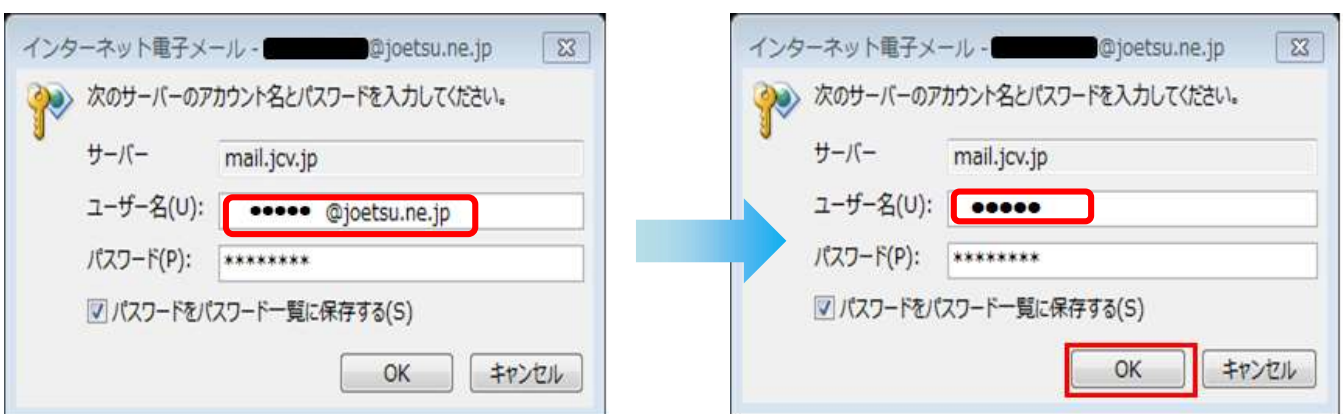 インターネット電子メール - @joetsu.ne.jp
次のサーバーのアカウント名とパスワードを入力してください。
サーバー mail.jcv.jp
ユーザー名(U): ●●●●● @joetsu.ne.jp
パスワード(P): ********
パスワードをパスワード一覧に保存する(S)
OK キャンセル
インターネット電子メール - @joetsu.ne.jp
次のサーバーのアカウント名とパスワードを入力してください。
サーバー mail.jcv.jp
ユーザー名(U): ●●●●●
パスワード(P): ********
パスワードをパスワード一覧に保存する(S)
OK キャンセル